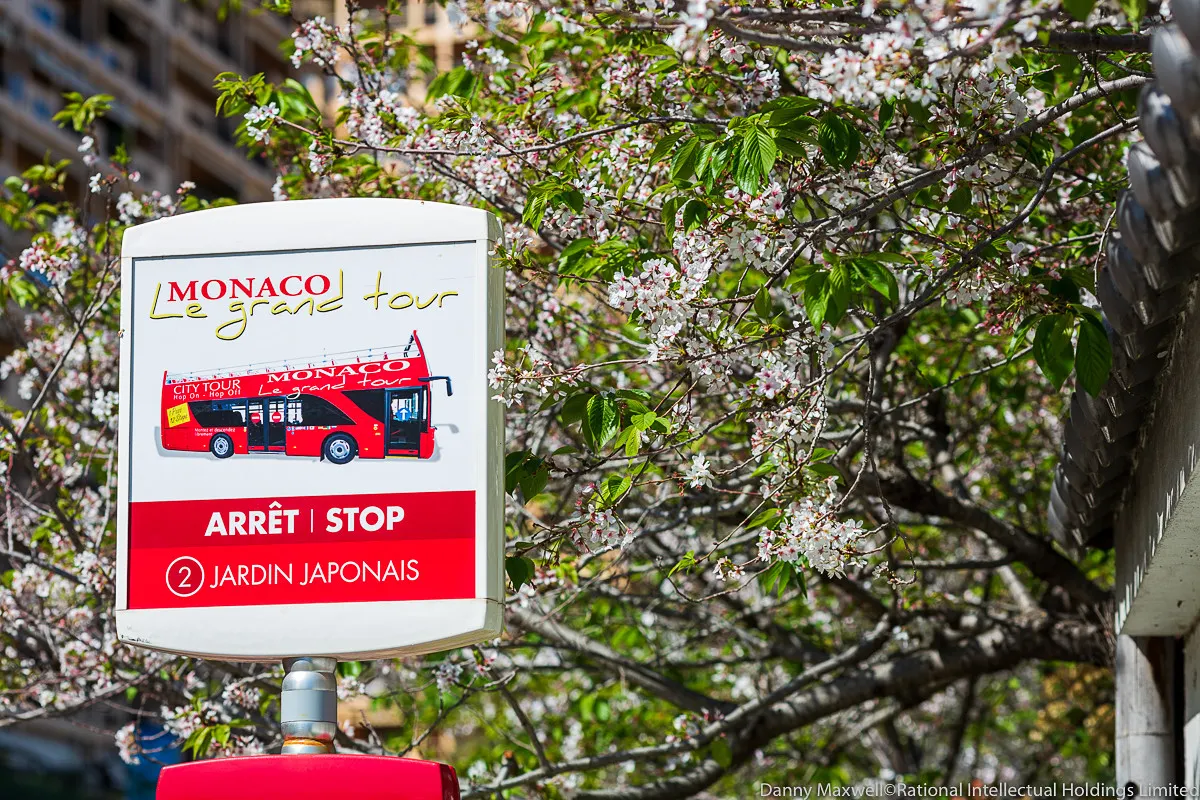 MONACO
Le grand tour
CITY TOUR
Hop On - Hop Off
MONACO
Le grand tour
ARRÊT | STOP
2 JARDIN JAPONAIS
Danny Maxwell©Rational Intellectual Holdings Limited